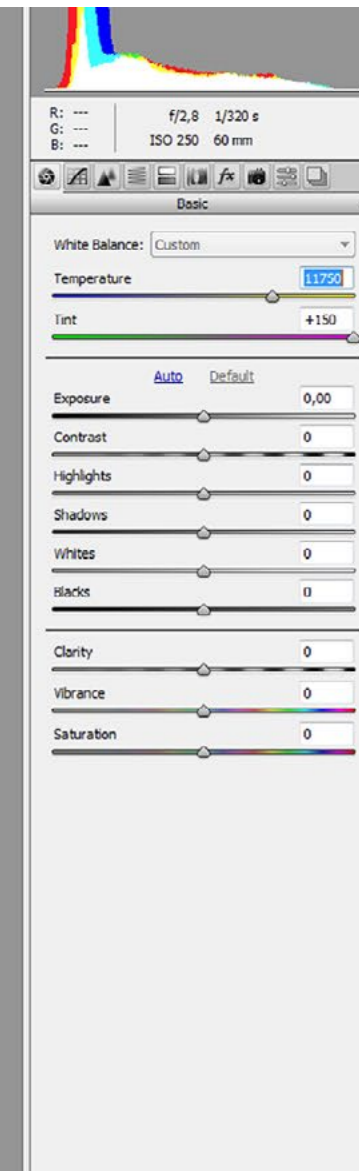 R: --- f/2,8 1/320 s
G: ---
B: --- ISO 250 60 mm
fx
Basic
White Balance: Custom
Temperature 11750
Tint +150
Auto Default
Exposure 0,00
Contrast 0
Highlights 0
Shadows 0
Whites 0
Blacks 0
Clarity 0
Vibrance 0
Saturation 0